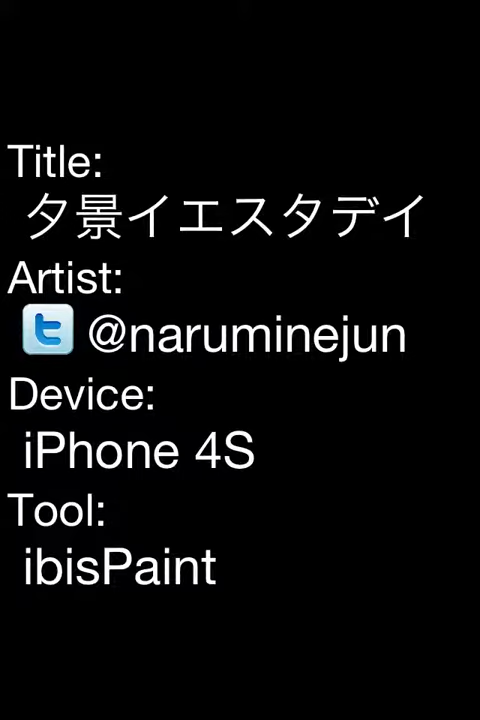 Title:
夕景イエスタデイ
Artist:
@naruminejun
Device:
iPhone 4S
Tool:
ibisPaint